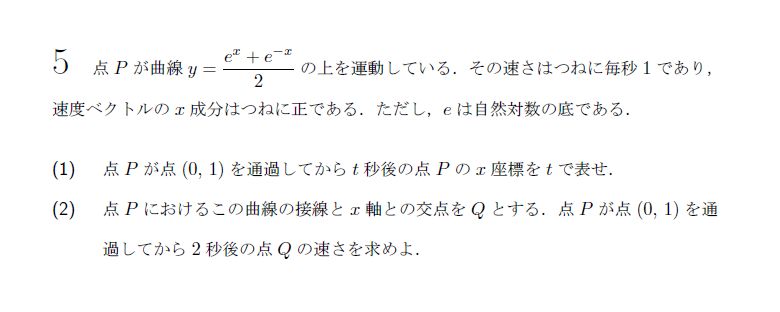 5 点 P が曲線 y = \frac{e^x + e^{-x}}{2} の上を運動している．その速さはつねに毎秒 1 であり，
速度ベクトルの x 成分はつねに正である．ただし，e は自然対数の底である．
(1) 点 P が点 (0, 1) を通過してから t 秒後の点 P の x 座標を t で表せ．
(2) 点 P におけるこの曲線の接線と x 軸との交点を Q とする．点 P が点 (0, 1) を通
過してから 2 秒後の点 Q の速さを求めよ．